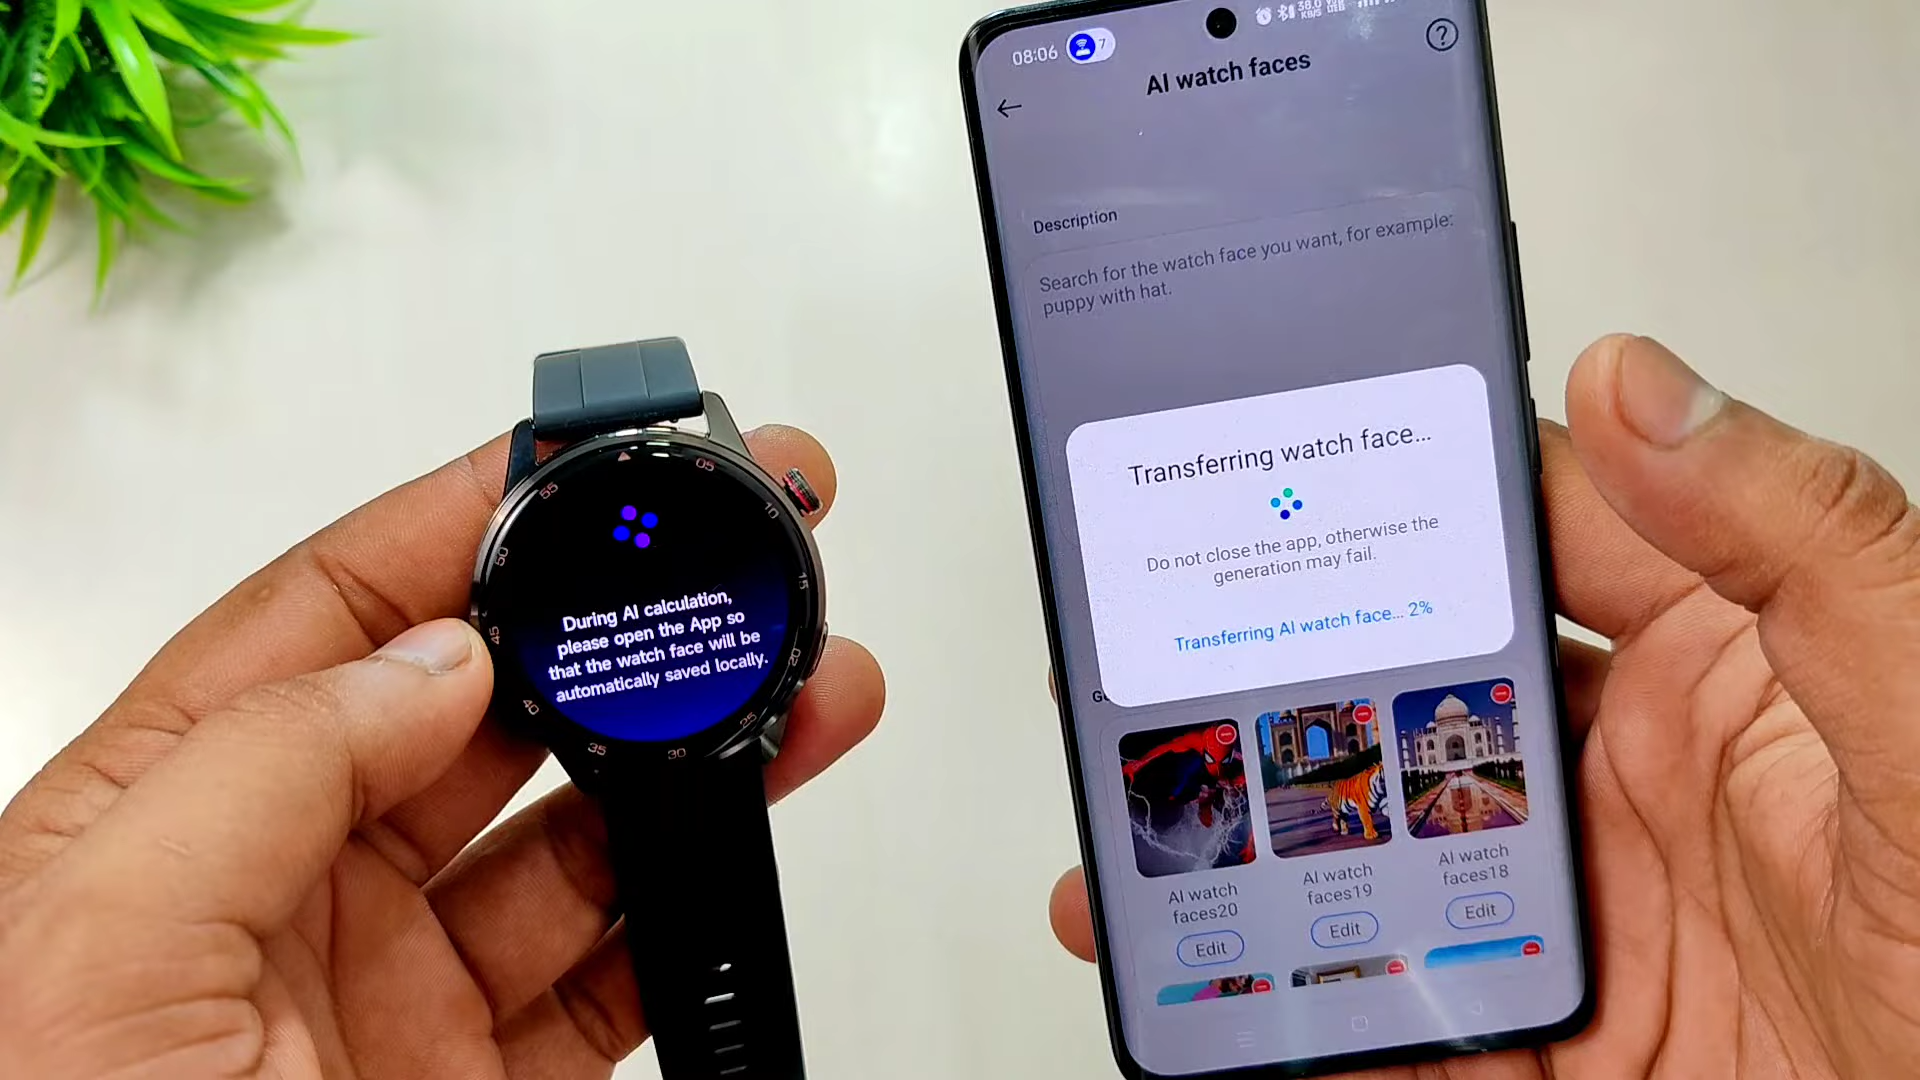 55
05
10
50
15
45
20
40
25
35
30
During AI calculation,
please open the App so
that the watch face will be
automatically saved locally.
08:06
7
38.0
KB/S
AI watch faces
?
Description
Search for the watch face you want, for example:
puppy with hat.
Transferring watch face...
Do not close the app, otherwise the
generation may fail.
Transferring AI watch face... 2%
AI watch
faces20
Edit
AI watch
faces19
Edit
AI watch
faces18
Edit